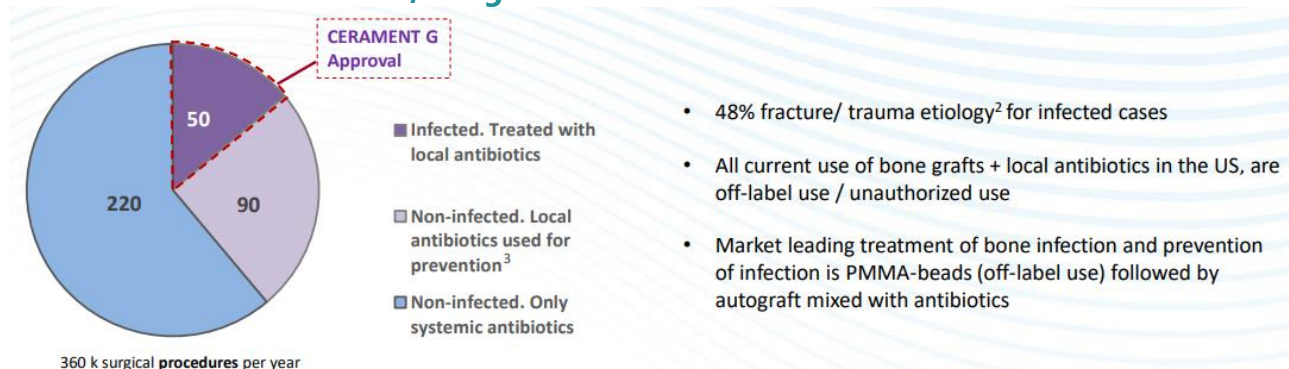 CERAMENT G
Approval
50
220
90
Infected. Treated with
local antibiotics
Non-infected. Local
antibiotics used for
prevention3
Non-infected. Only
systemic antibiotics
360 k surgical procedures per year
• 48% fracture/ trauma etiology2 for infected cases
• All current use of bone grafts + local antibiotics in the US, are
off-label use / unauthorized use
• Market leading treatment of bone infection and prevention
of infection is PMMA-beads (off-label use) followed by
autograft mixed with antibiotics